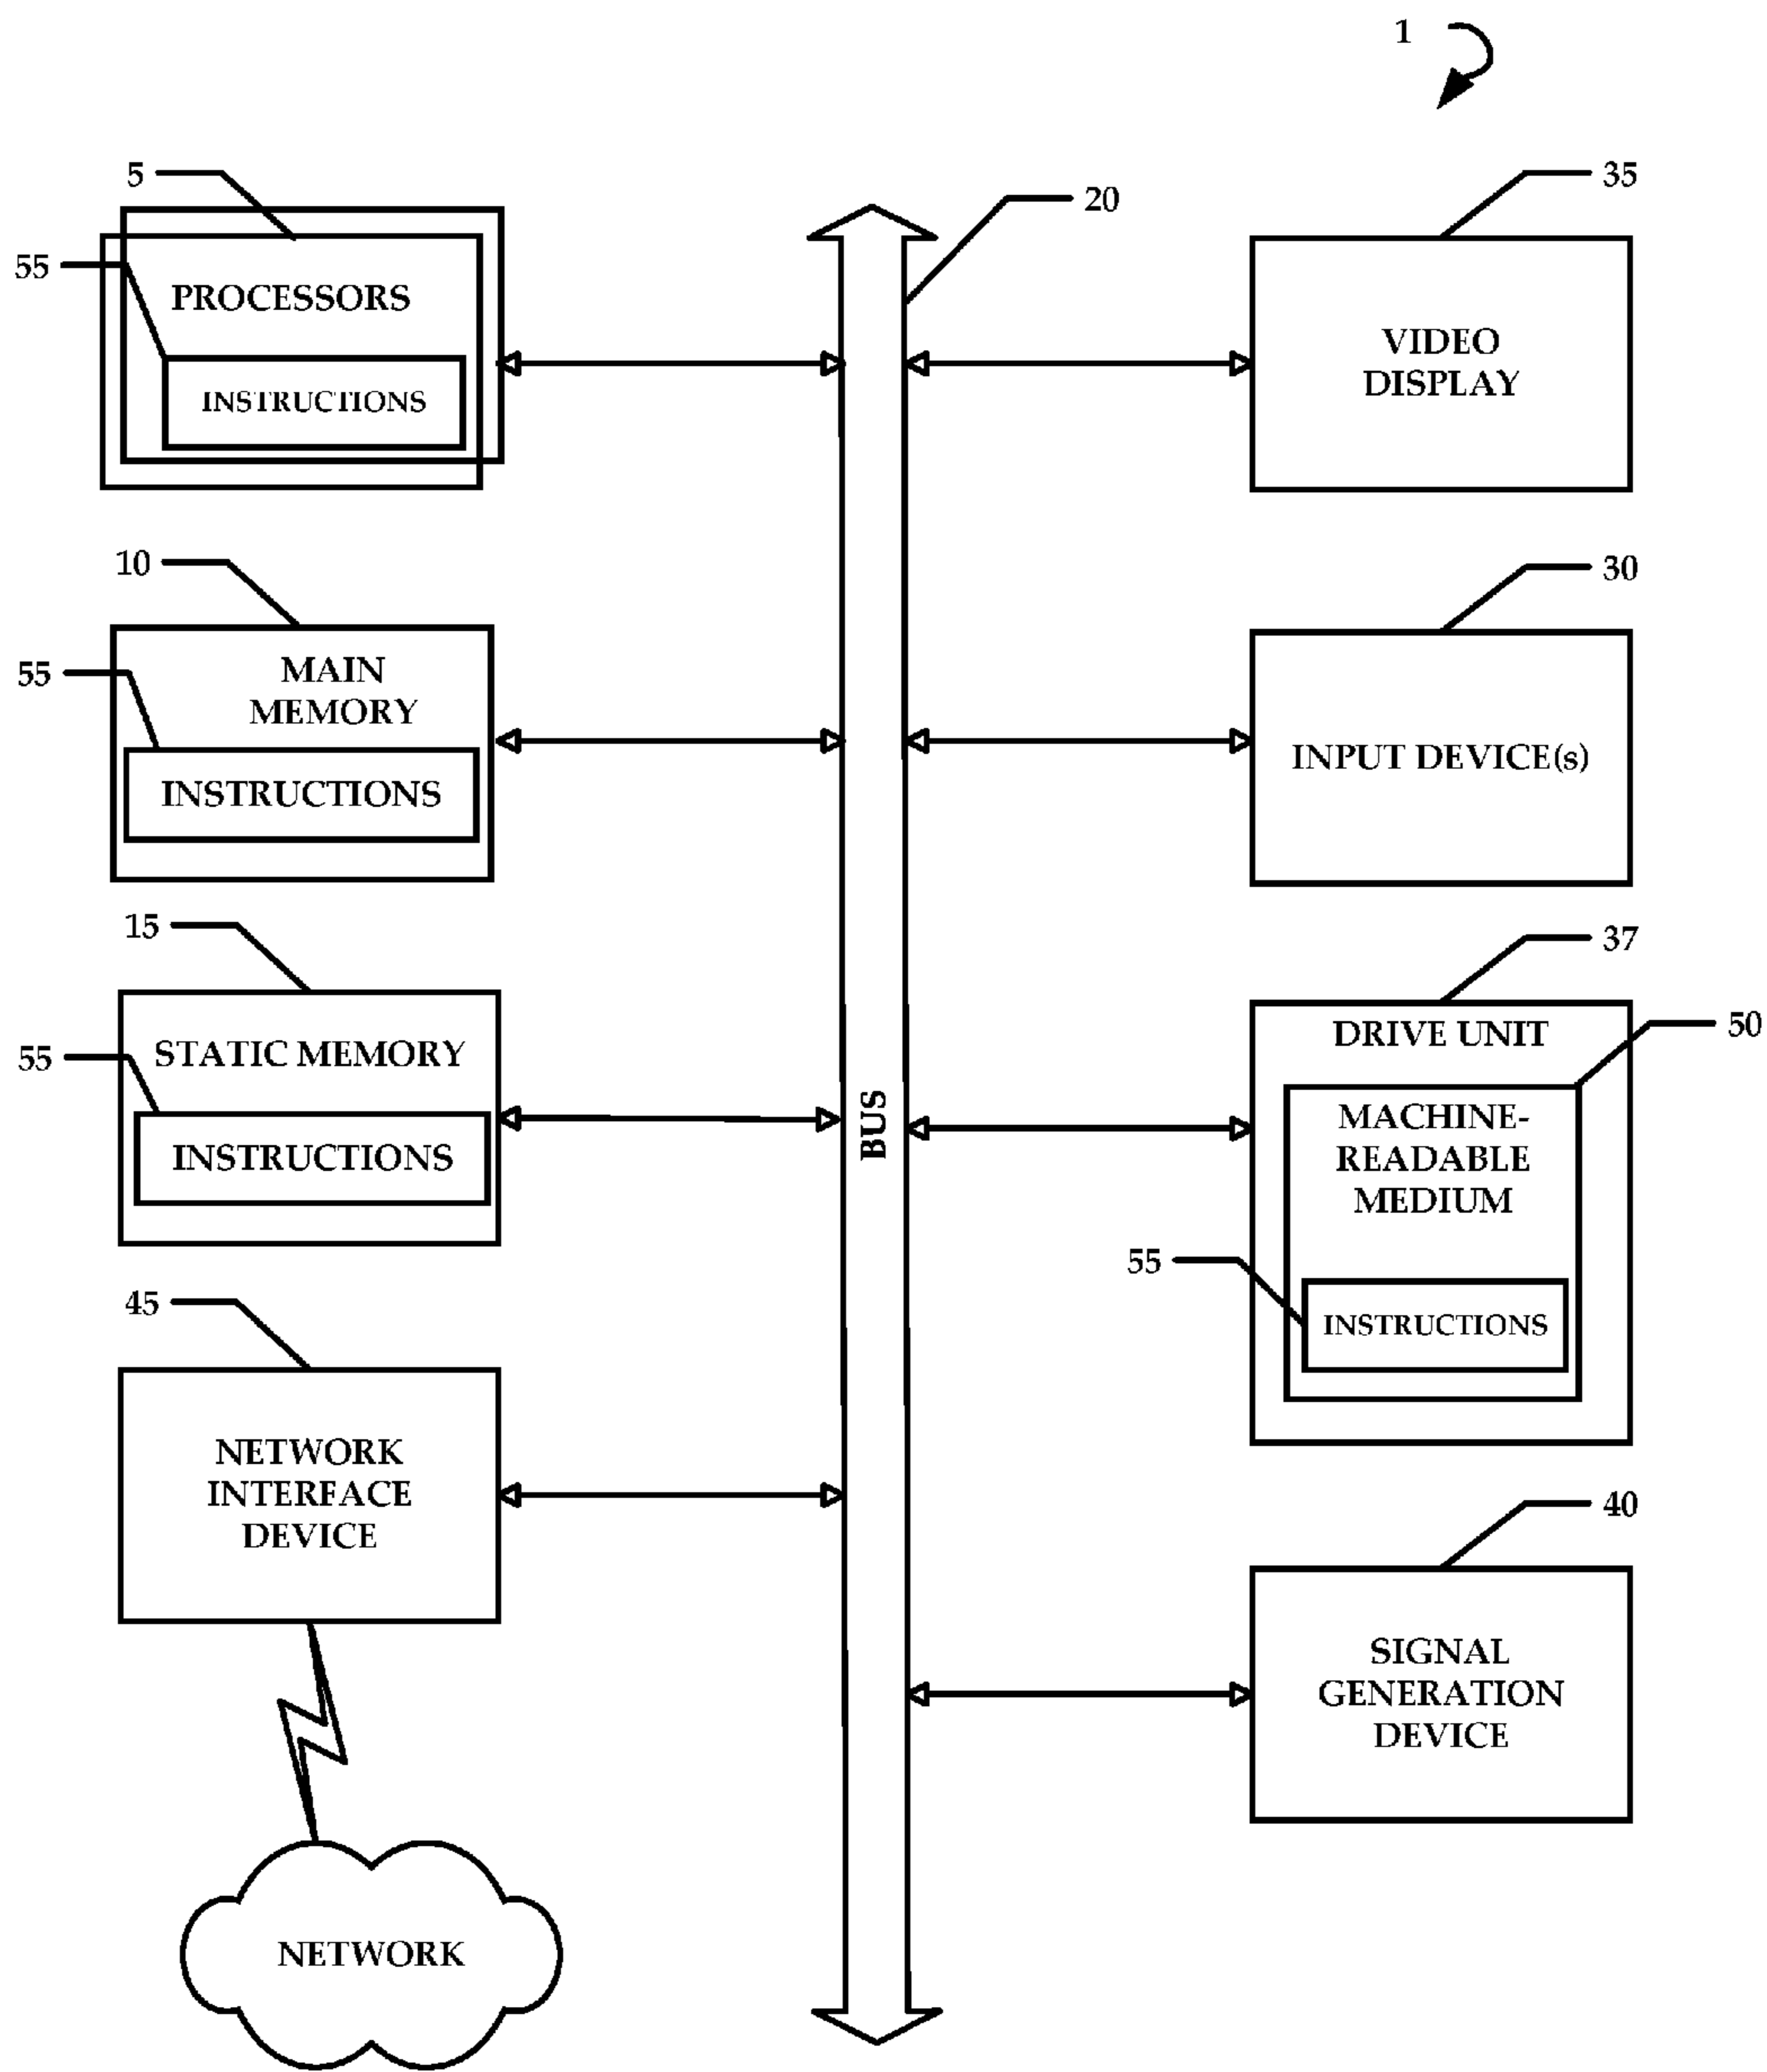 1
5
55
PROCESSORS
INSTRUCTIONS
10
55
MAIN
MEMORY
INSTRUCTIONS
15
55
STATIC MEMORY
INSTRUCTIONS
45
NETWORK
INTERFACE
DEVICE
NETWORK
20
BUS
35
VIDEO
DISPLAY
30
INPUT DEVICE(s)
37
DRIVE UNIT
50
MACHINE-
READABLE
MEDIUM
55
INSTRUCTIONS
40
SIGNAL
GENERATION
DEVICE